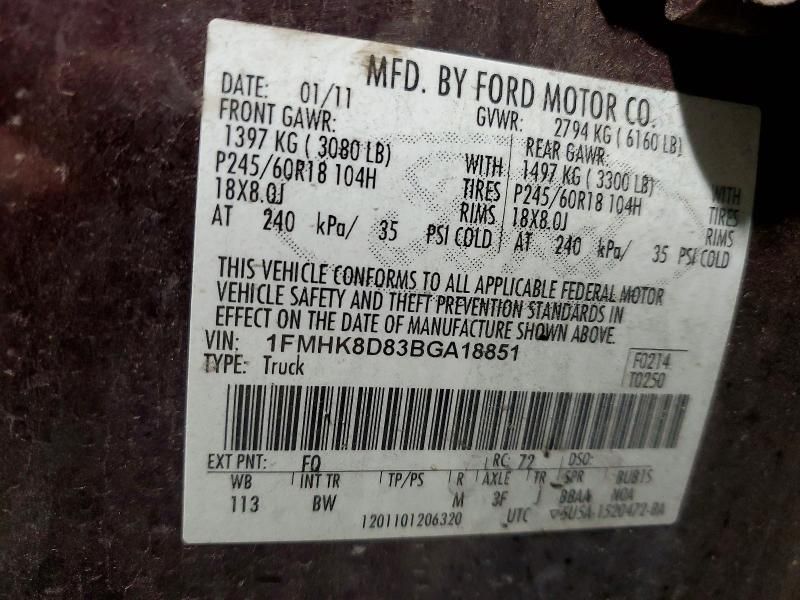 MFD. BY FORD MOTOR CO.
DATE: 01/11 GVWR: 2794 KG ( 6160 LB)
FRONT GAWR: REAR GAWR:
1397 KG ( 3080 LB) WITH 1497 KG ( 3300 LB) WITH
P245/60R18 104H TIRES P245/60R18 104H TIRES
18X8.0J RIMS 18X8.0J RIMS
AT 240 kPa/ 35 PSI COLD AT 240 kPa/ 35 PSI COLD
THIS VEHICLE CONFORMS TO ALL APPLICABLE FEDERAL MOTOR
VEHICLE SAFETY AND THEFT PREVENTION STANDARDS IN
EFFECT ON THE DATE OF MANUFACTURE SHOWN ABOVE.
VIN: 1FMHK8D83BGA18851
TYPE: Truck
F0214
T0250
EXT PNT: FQ RC: 72 DSO:
WB INT TR TP/PS R AXLE TR SPR
113 BW M 3F J BBAA
1201101206320 UTC 5U5A-1520472-BA